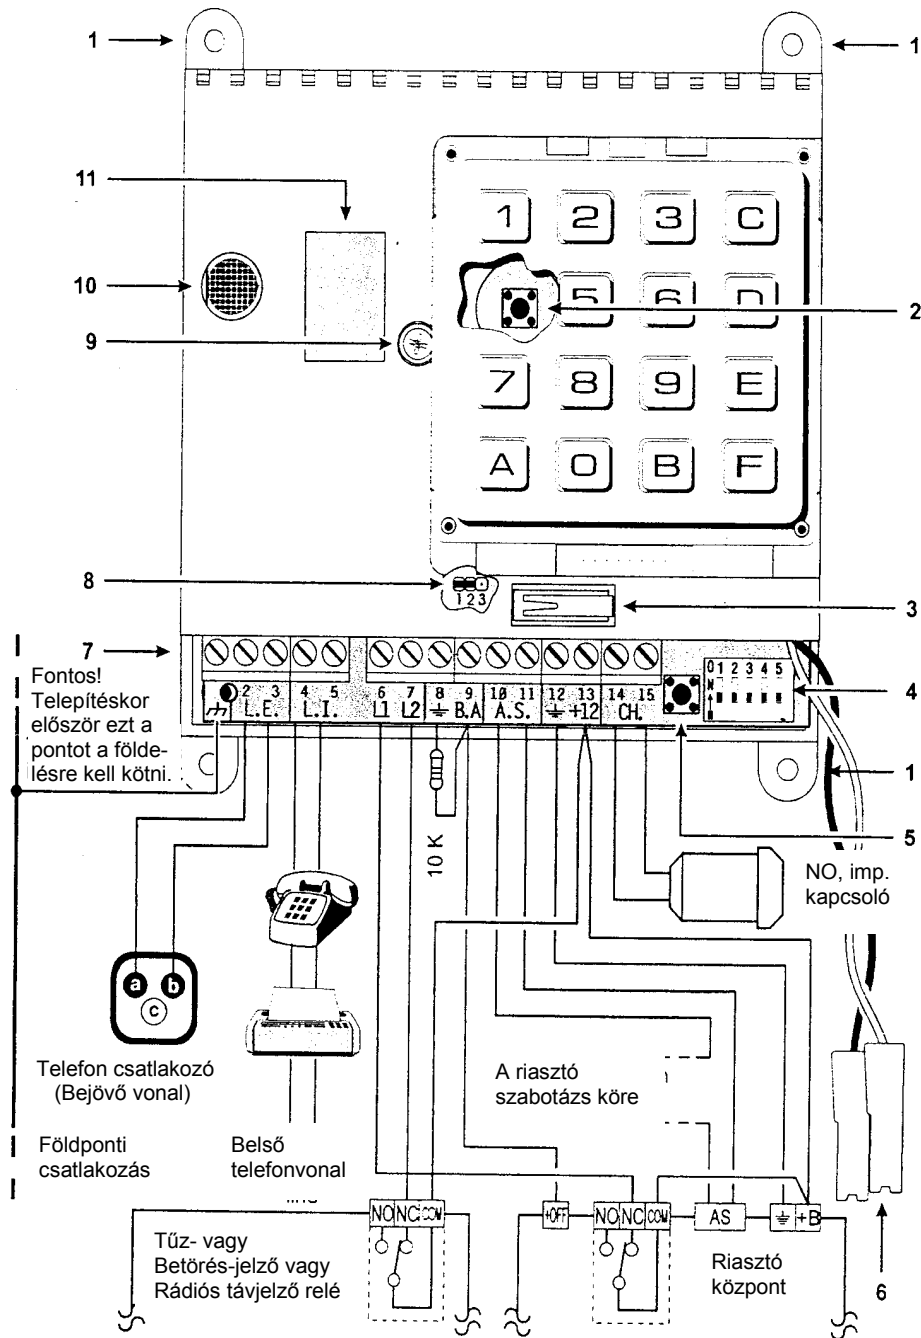 1
1
11
1 2 3 C
10
5 6 D
2
9
7 8 9 E
A 0 B F
8
1 2 3
3
7
Fontos!
Telepítéskor
először ezt a
pontot a földe-
lésre kell kötni.
2 3 4 5 6 7 8 9 10 11 12 13 14 15
L.E. L.I. L1 L2 B.A A.S. +12 CH.
1 2 3 4 5
4
1
5
10 K
NO, imp.
kapcsoló
a b
c
Telefon csatlakozó
(Bejövő vonal)
A riasztó
szabotázs köre
Földponti
csatlakozás
Belső
telefonvonal
NO NC COM
+OFF NO NC COM AS +B
Tűz- vagy
Betörés-jelző vagy
Rádiós távjelző relé
Riasztó
központ
6